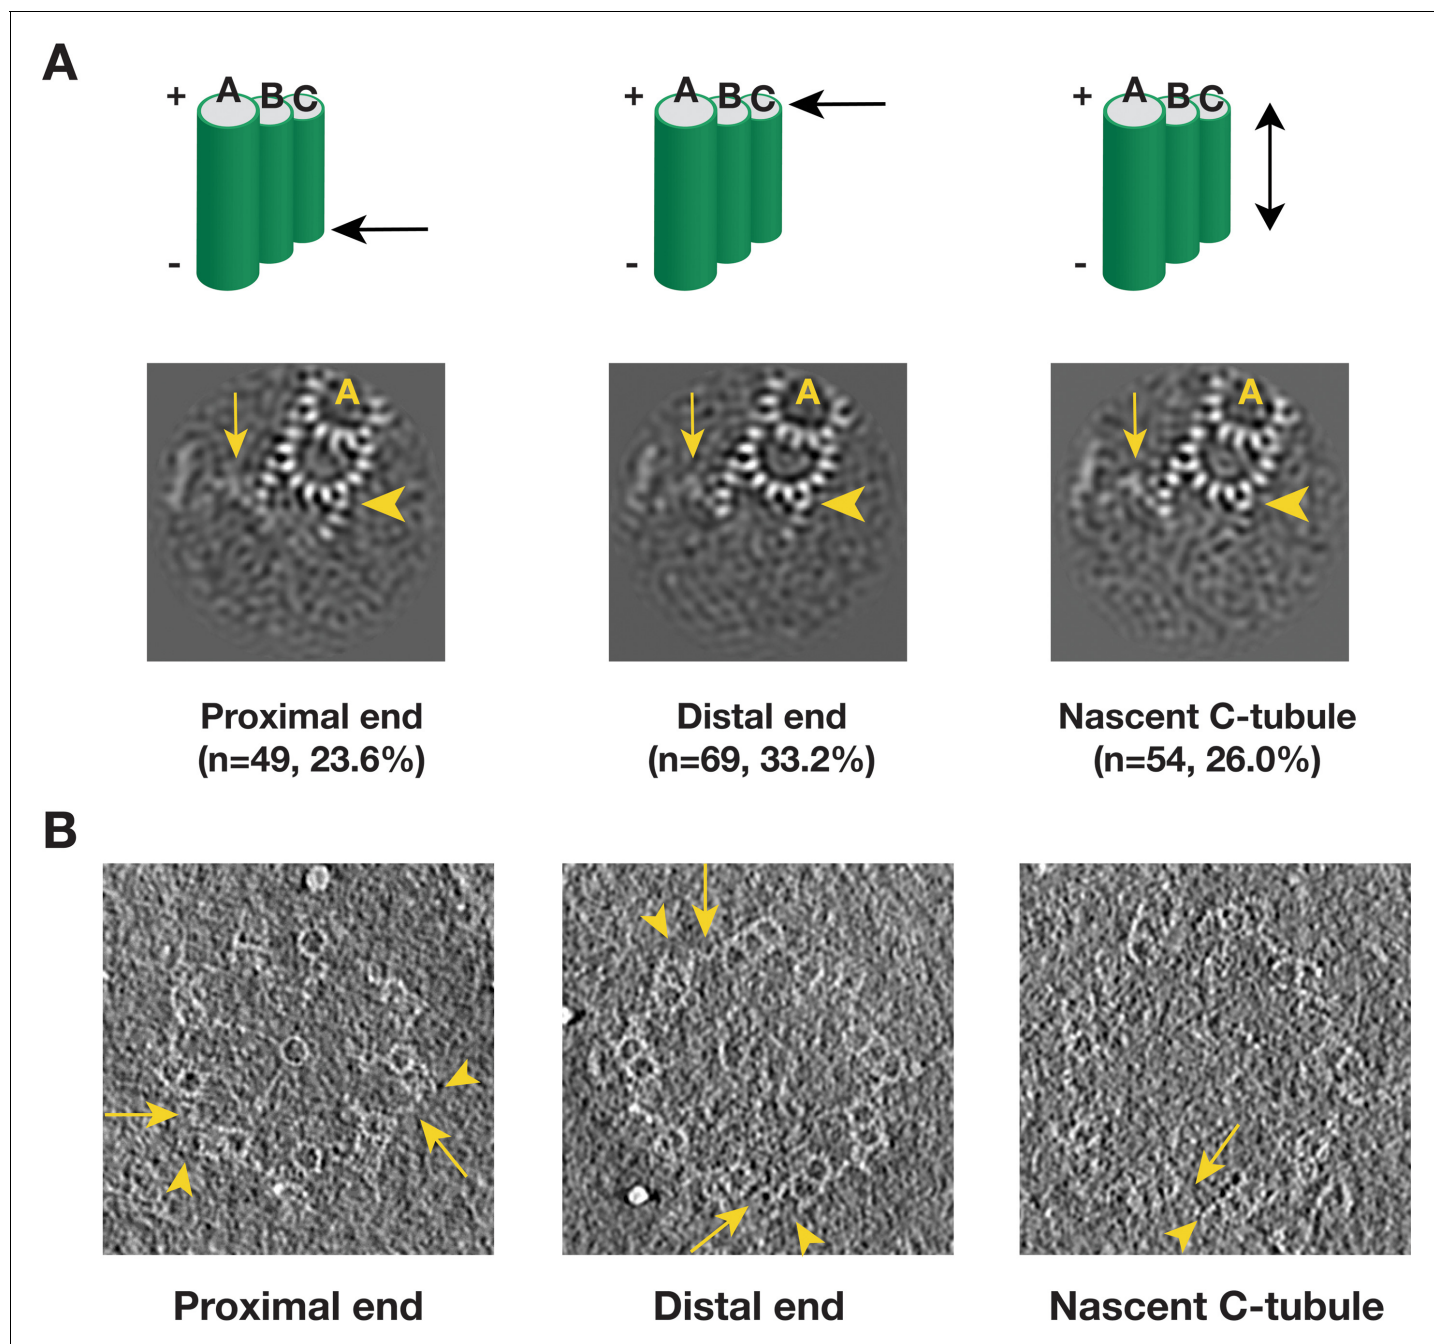 A
+ A B C
-
+ A B C
-
+ A B C
-
A
A
A
Proximal end
(n=49, 23.6%)
Distal end
(n=69, 33.2%)
Nascent C-tubule
(n=54, 26.0%)
B
Proximal end
Distal end
Nascent C-tubule